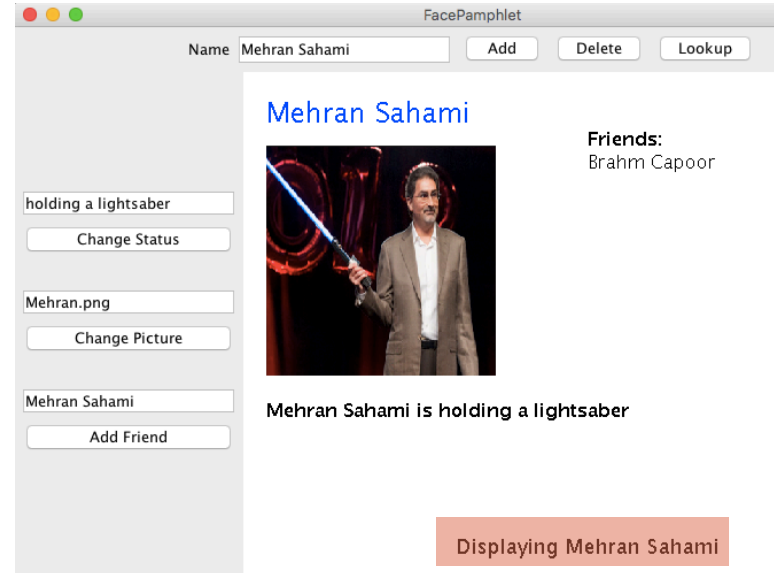 FacePamphlet
Name Mehran Sahami Add Delete Lookup
Mehran Sahami
Friends:
Brahm Capoor
holding a lightsaber
Change Status
Mehran.png
Change Picture
Mehran Sahami
Add Friend
Mehran Sahami is holding a lightsaber
Displaying Mehran Sahami